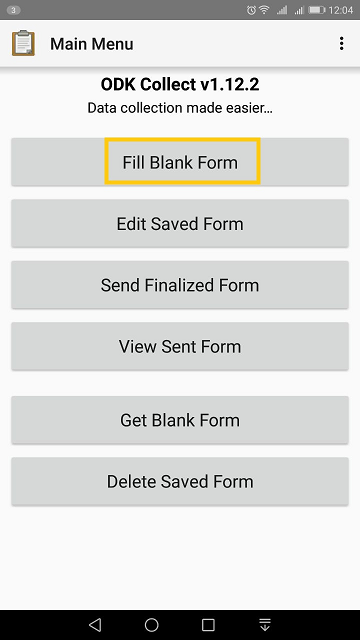 3
12:04
Main Menu
ODK Collect v1.12.2
Data collection made easier...
Fill Blank Form
Edit Saved Form
Send Finalized Form
View Sent Form
Get Blank Form
Delete Saved Form